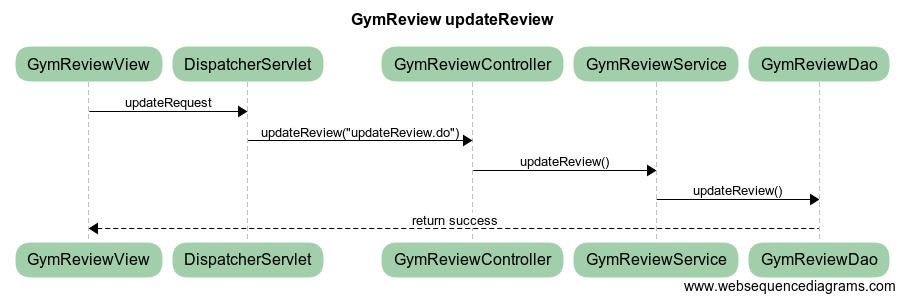 GymReview updateReview
GymReviewView DispatcherServlet GymReviewController GymReviewService GymReviewDao
updateRequest
updateReview("updateReview.do")
updateReview()
updateReview()
return success
GymReviewView DispatcherServlet GymReviewController GymReviewService GymReviewDao
www.websequencediagrams.com